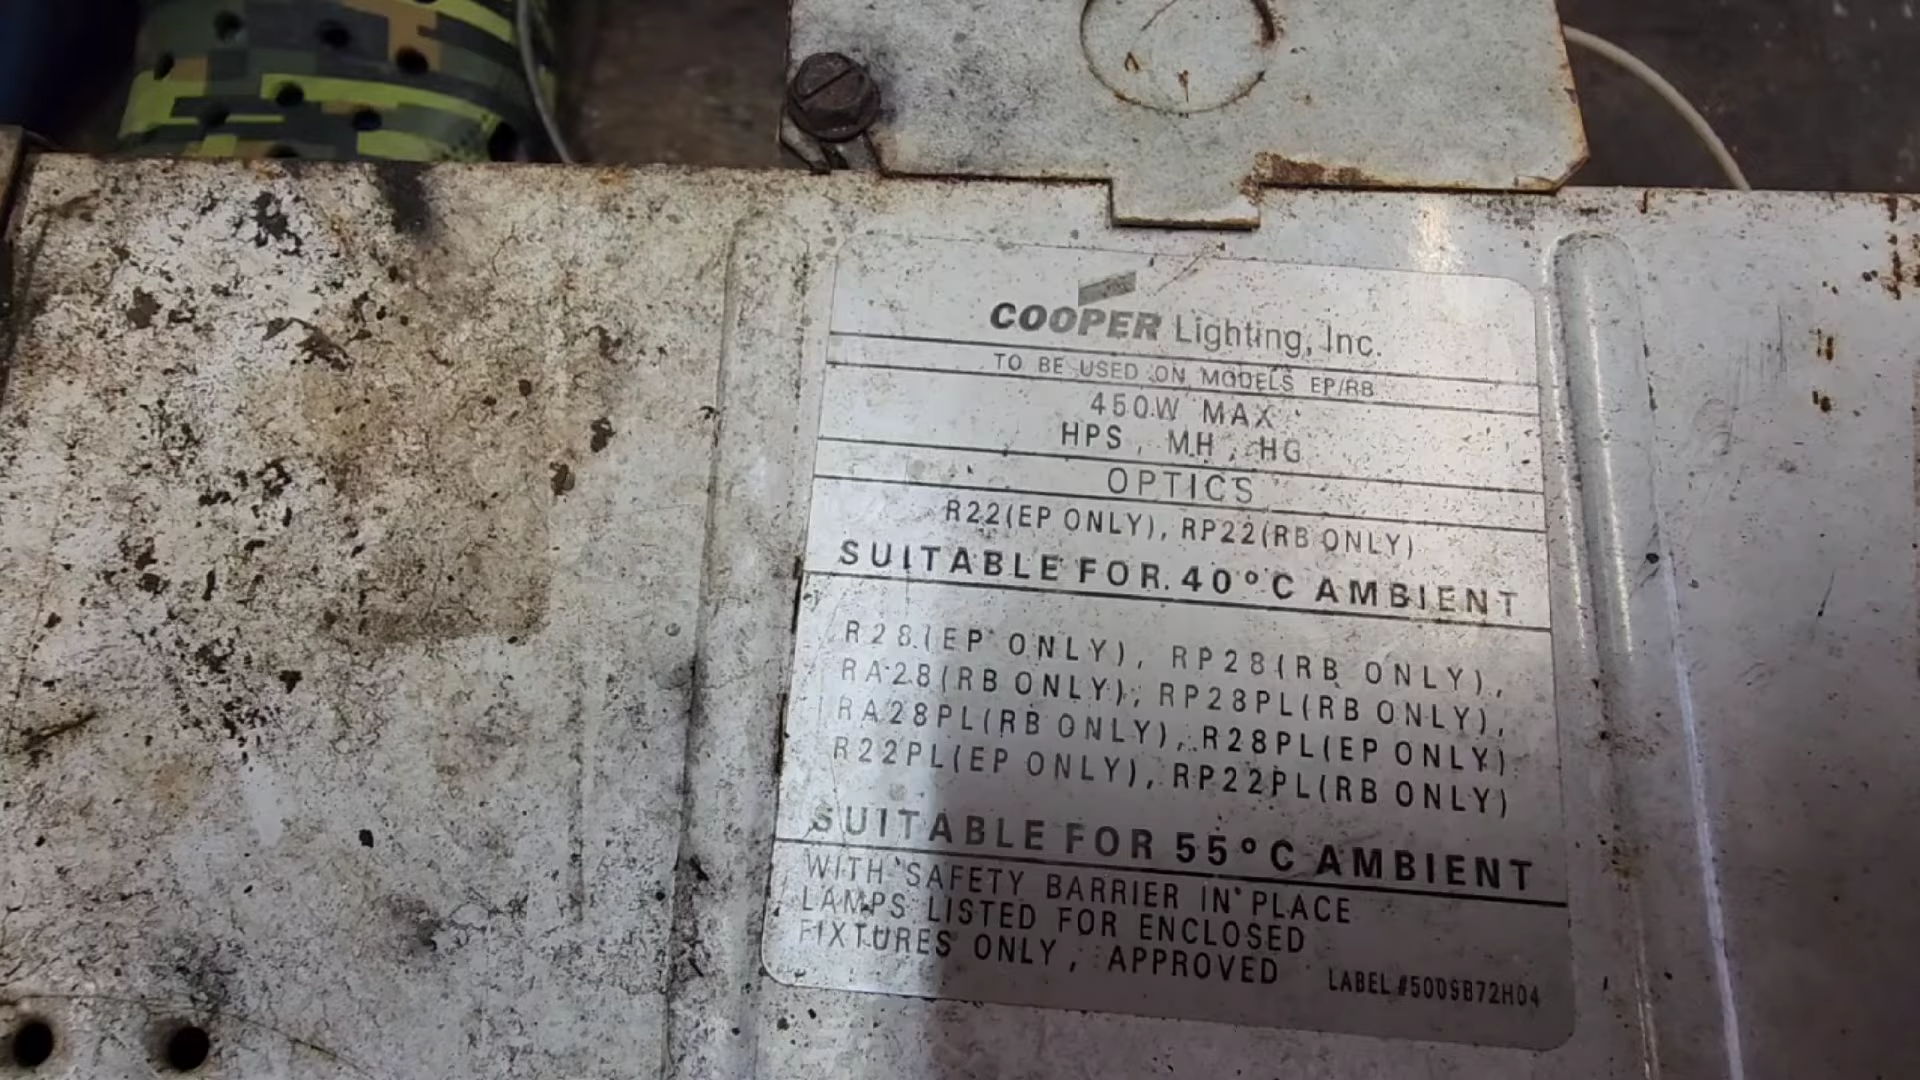 COOPER Lighting, Inc.
TO BE USED ON MODELS EP/RB
450W MAX
HPS, MH, HG
OPTICS
R22(EP ONLY), RP22(RB ONLY)
SUITABLE FOR 40°C AMBIENT
R28(EP ONLY), RP28(RB ONLY),
RA28(RB ONLY), RP28PL(RB ONLY),
RA28PL(RB ONLY), R28PL(EP ONLY)
R22PL(EP ONLY), RP22PL(RB ONLY)
SUITABLE FOR 55°C AMBIENT
WITH SAFETY BARRIER IN PLACE
LAMPS LISTED FOR ENCLOSED
FIXTURES ONLY, APPROVED
LABEL #500SB72H04